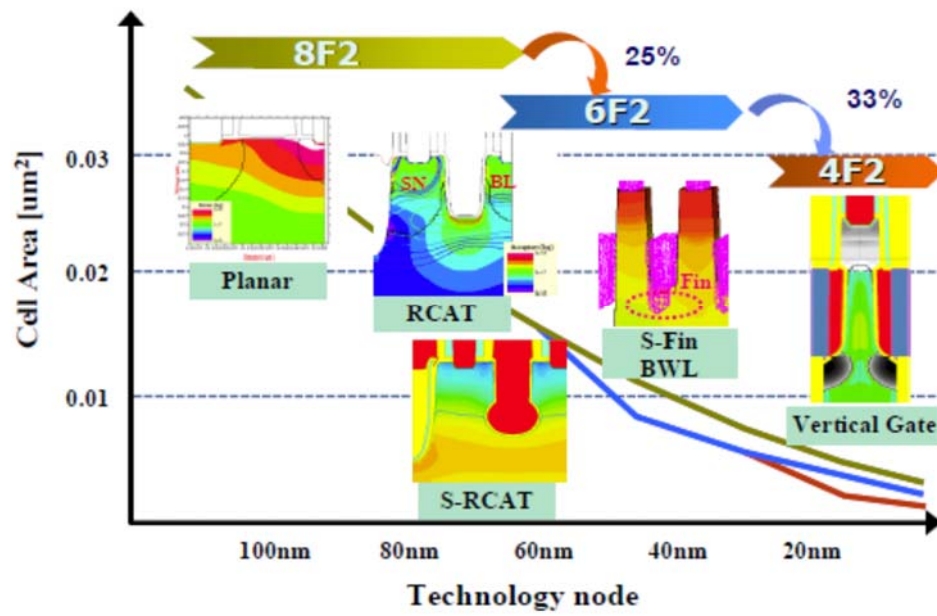 8F2
25%
6F2
33%
4F2
0.03
0.02
0.01
Cell Area [um2]
SN
BL
Fin
Planar
RCAT
S-Fin
BWL
Vertical Gate
S-RCAT
100nm
80nm
60nm
40nm
20nm
Technology node